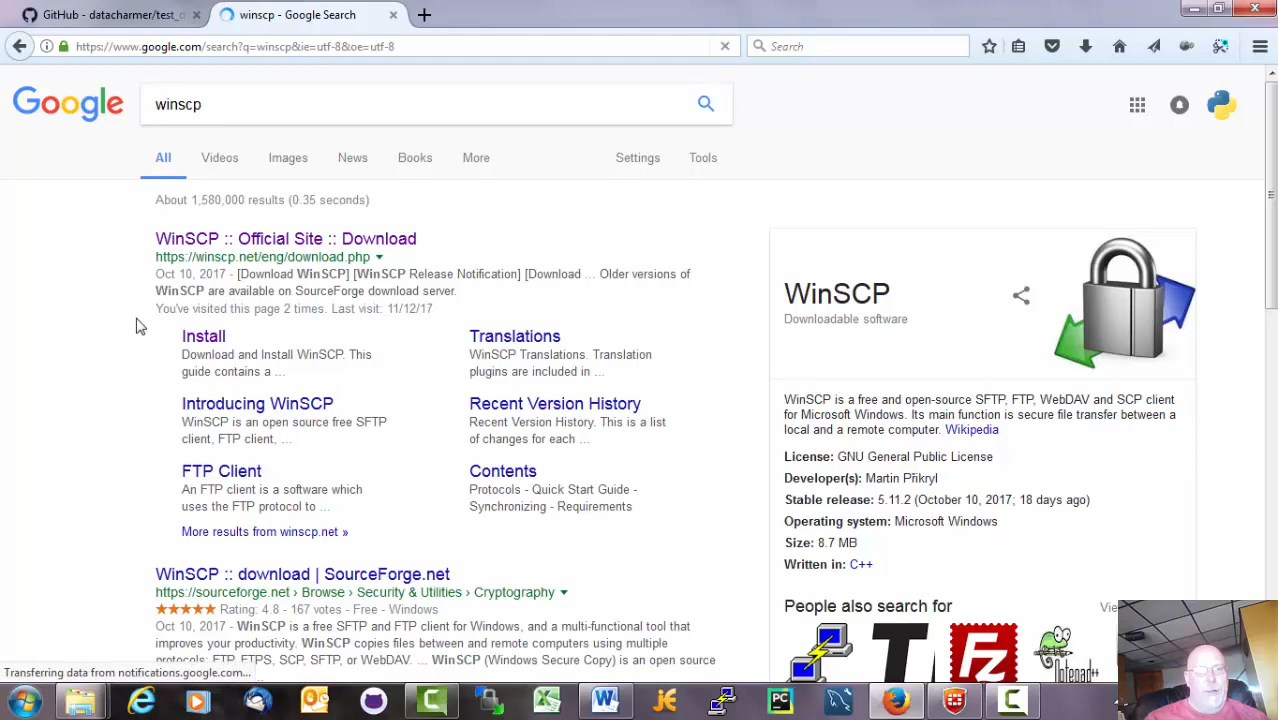 GitHub - datacharmer/test_d
winscp - Google Search
https://www.google.com/search?q=winscp&ie=utf-8&oe=utf-8
Search
Google
winscp
All
Videos
Images
News
Books
More
Settings
Tools
About 1,580,000 results (0.35 seconds)
WinSCP :: Official Site :: Download
https://winscp.net/eng/download.php
Oct 10, 2017 - [Download WinSCP] [WinSCP Release Notification] [Download ... Older versions of
WinSCP are available on SourceForge download server.
You've visited this page 2 times. Last visit: 11/12/17
Install
Download and Install WinSCP. This
guide contains a ...
Translations
WinSCP Translations. Translation
plugins are included in ...
Introducing WinSCP
WinSCP is an open source free SFTP
client, FTP client, ...
Recent Version History
Recent Version History. This is a list
of changes for each ...
FTP Client
An FTP client is a software which
uses the FTP protocol to ...
Contents
Protocols - Quick Start Guide -
Synchronizing - Requirements
More results from winscp.net »
WinSCP :: download | SourceForge.net
https://sourceforge.net › Browse › Security & Utilities › Cryptography
Rating: 4.8 - 167 votes - Free - Windows
Oct 10, 2017 - WinSCP is a free SFTP and FTP client for Windows, and a multi-functional tool that
improves your productivity. WinSCP copies files between and remote computers using multiple
protocols: FTP, FTPS, SCP, SFTP, or WebDAV. ... WinSCP (Windows Secure Copy) is an open source
WinSCP
Downloadable software
WinSCP is a free and open-source SFTP, FTP, WebDAV and SCP client
for Microsoft Windows. Its main function is secure file transfer between a
local and a remote computer. Wikipedia
License: GNU General Public License
Developer(s): Martin Přikryl
Stable release: 5.11.2 (October 10, 2017; 18 days ago)
Operating system: Microsoft Windows
Size: 8.7 MB
Written in: C++
People also search for
Vie
Fz
Notepad++
Transferring data from notifications.google.com...